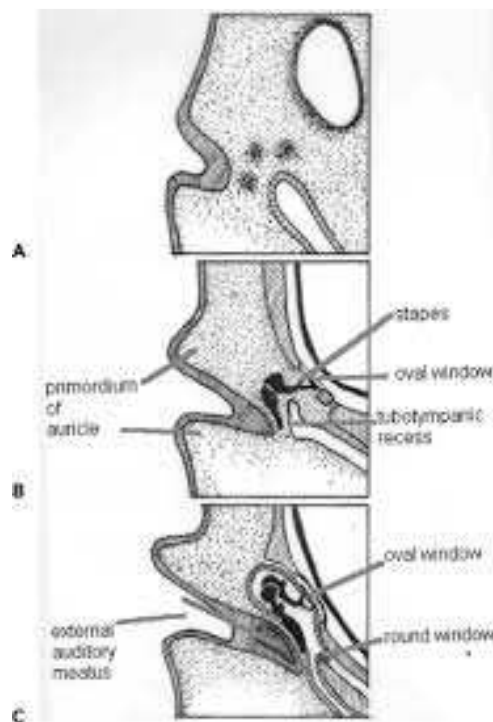 A
stapes
oval window
primordium
of
auricle
tubotympanic
recess
B
oval window
external
auditory
meatus
round window
C